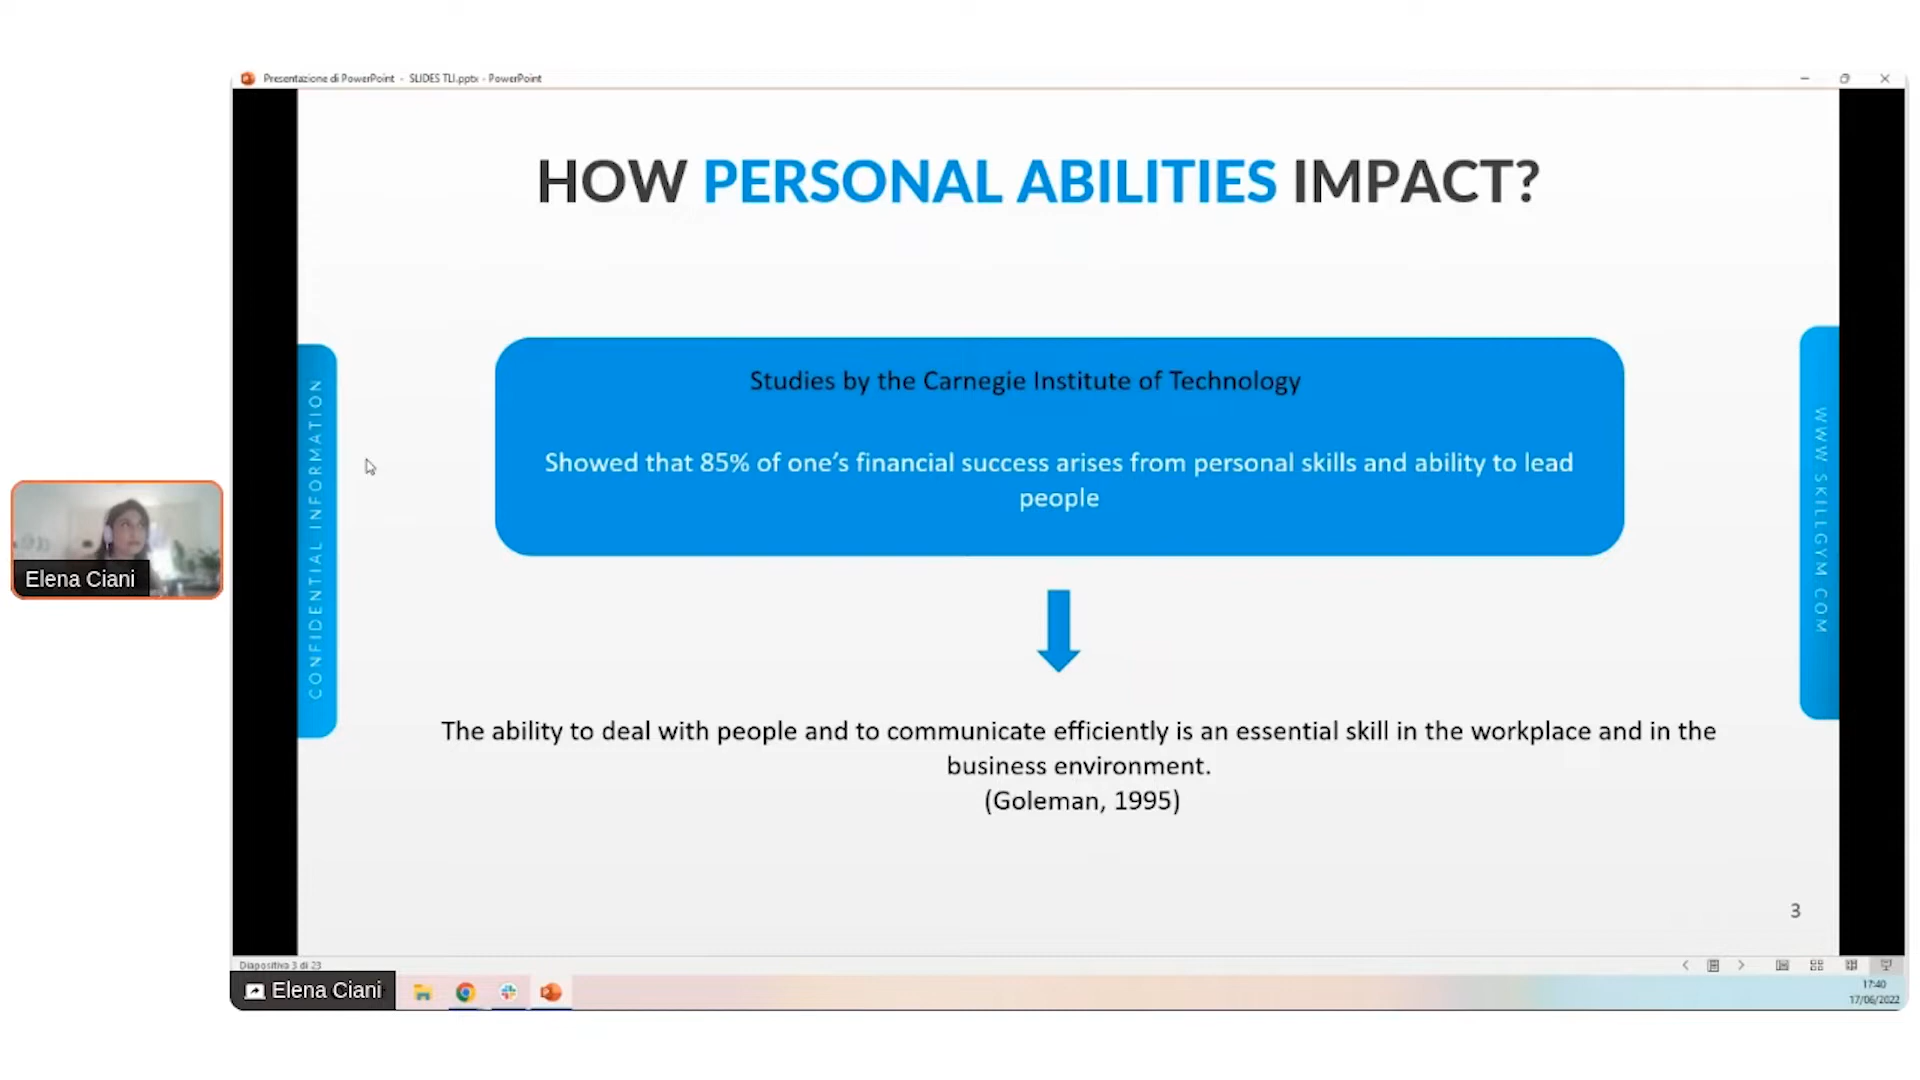 Presentazione di PowerPoint - SLIDES TLI.pptx - PowerPoint
HOW PERSONAL ABILITIES IMPACT?
Studies by the Carnegie Institute of Technology
Showed that 85% of one’s financial success arises from personal skills and ability to lead
people
CONFIDENTIAL INFORMATION
WWW.SKILLGYM.COM
Elena Ciani
The ability to deal with people and to communicate efficiently is an essential skill in the workplace and in the
business environment.
(Goleman, 1995)
3
Diapositiva 3 di 23
Elena Ciani
17:40
17/06/2022